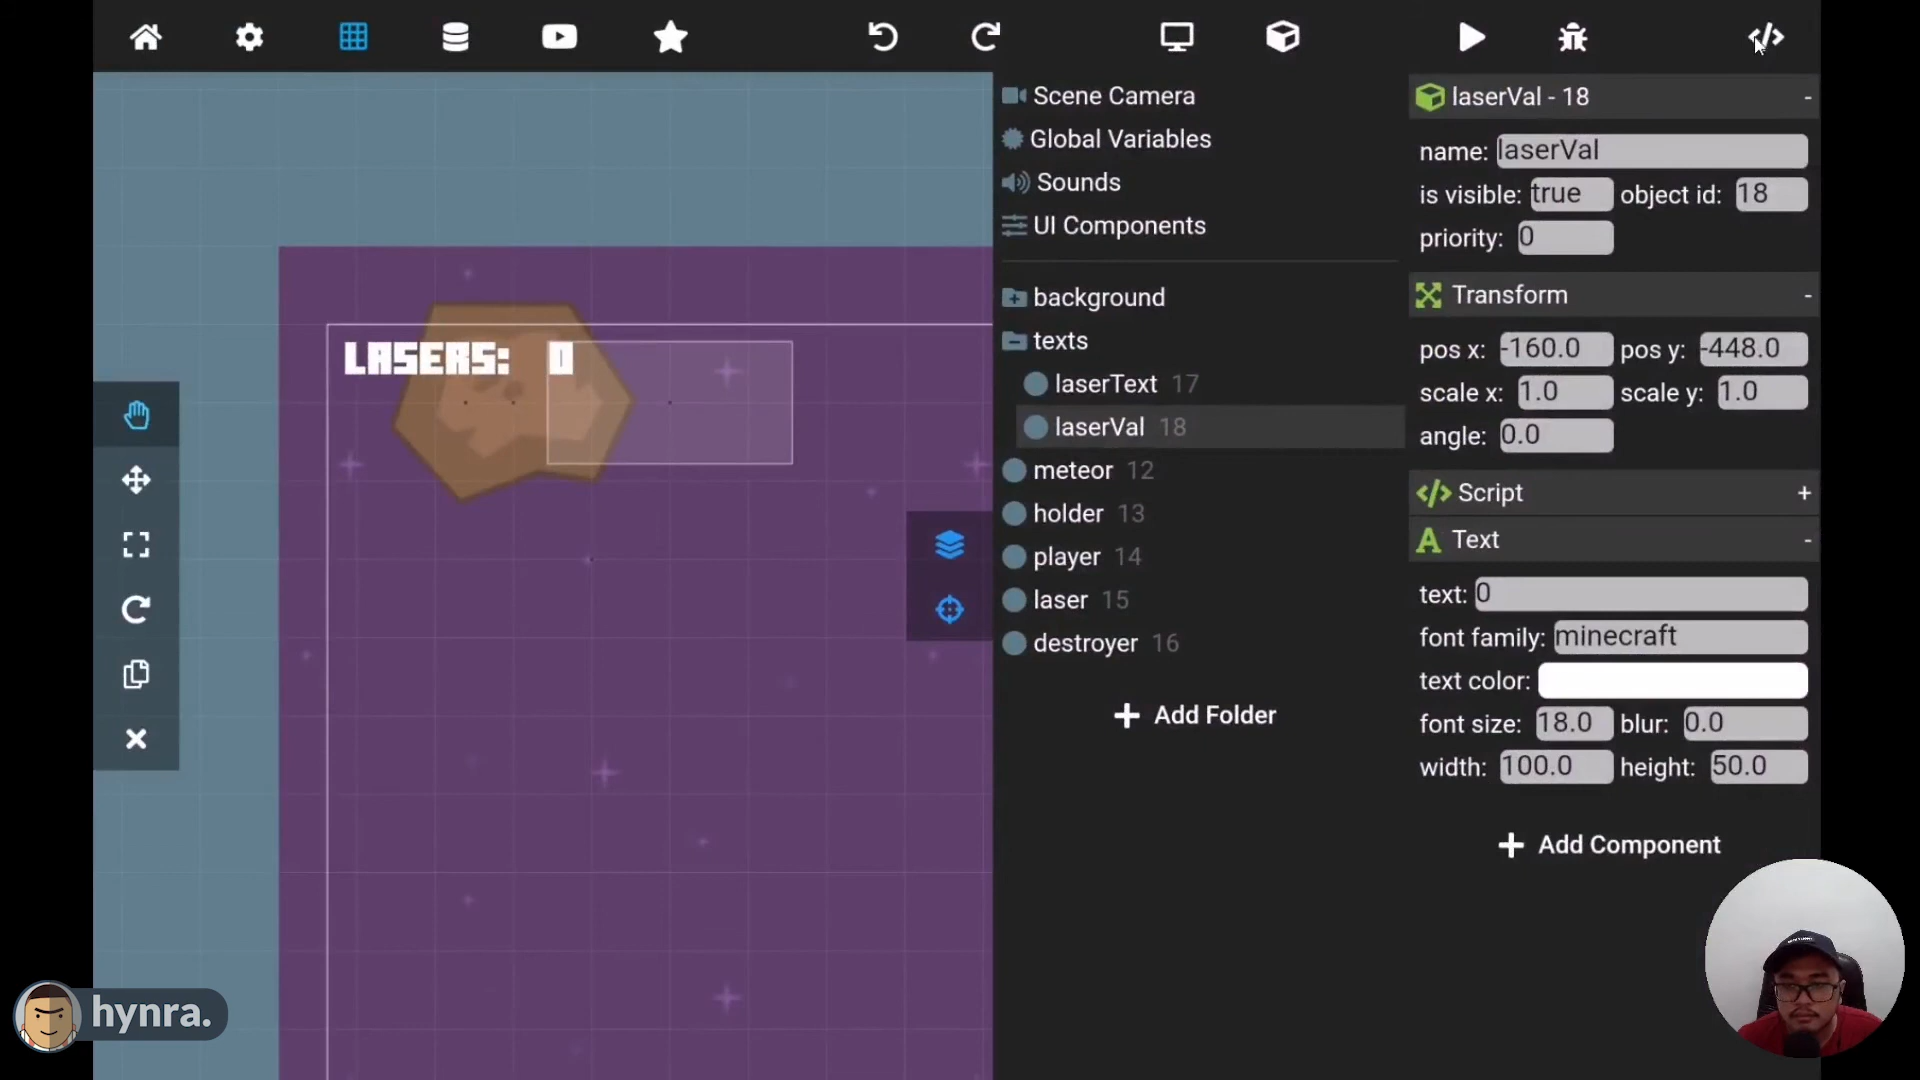 Scene Camera
Global Variables
Sounds
UI Components
background
texts
laserText 17
laserVal 18
meteor 12
holder 13
player 14
laser 15
destroyer 16
Add Folder
laserVal - 18 -
name: laserVal
is visible: true object id: 18
priority: 0
Transform -
pos x: -160.0 pos y: -448.0
scale x: 1.0 scale y: 1.0
angle: 0.0
Script +
Text -
text: 0
font family: minecraft
text color:
font size: 18.0 blur: 0.0
width: 100.0 height: 50.0
Add Component
LASERS: 0
hynra.